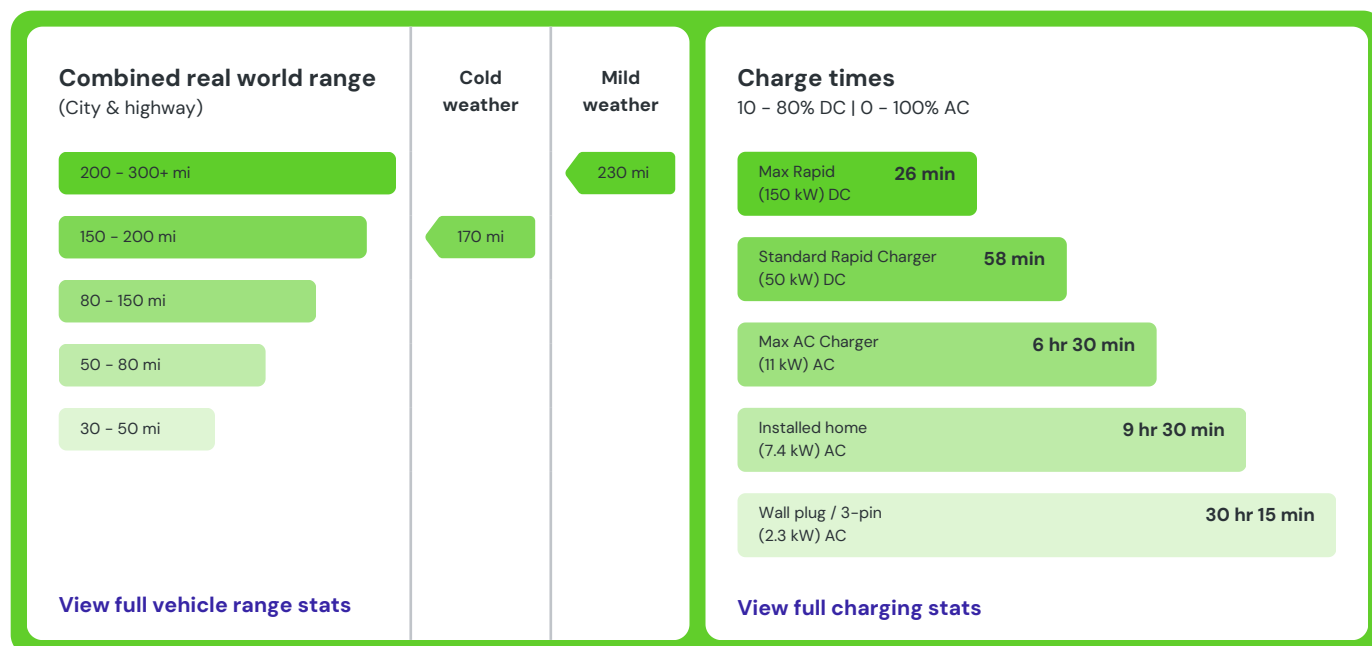 Combined real world range
(City & highway)
Cold
weather
Mild
weather
200 - 300+ mi
230 mi
150 - 200 mi
170 mi
80 - 150 mi
50 - 80 mi
30 - 50 mi
View full vehicle range stats
Charge times
10 - 80% DC | 0 - 100% AC
Max Rapid
(150 kW) DC
26 min
Standard Rapid Charger
(50 kW) DC
58 min
Max AC Charger
(11 kW) AC
6 hr 30 min
Installed home
(7.4 kW) AC
9 hr 30 min
Wall plug / 3-pin
(2.3 kW) AC
30 hr 15 min
View full charging stats